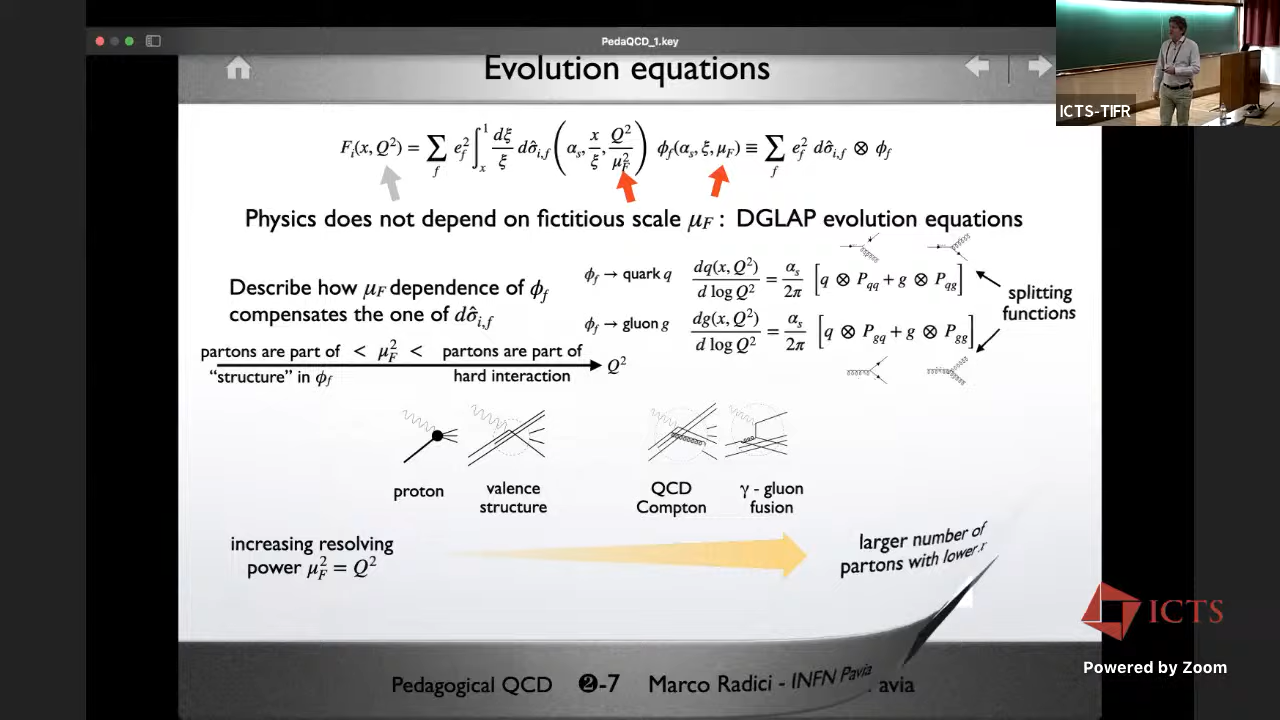 PedaQCD_1.key
Evolution equations
ICTS-TIFR
F_i(x, Q²) = ∑_f e_f² ∫_x^1 dξ/ξ dσ̂_{i,f} (α_s, x/ξ, Q²/μ_F²) ϕ_f(α_s, ξ, μ_F) ≡ ∑_f e_f² dσ̂_{i,f} ⊗ ϕ_f
Physics does not depend on fictitious scale μ_F : DGLAP evolution equations
Describe how μ_F dependence of ϕ_f
compensates the one of dσ̂_{i,f}
ϕ_f → quark q dq(x, Q²)/d log Q² = α_s/2π [q ⊗ P_qq + g ⊗ P_qg]
ϕ_f → gluon g dg(x, Q²)/d log Q² = α_s/2π [q ⊗ P_gq + g ⊗ P_gg]
splitting
functions
partons are part of < μ_F² < partons are part of
"structure" in ϕ_f hard interaction Q²
proton
valence
structure
QCD
Compton
γ - gluon
fusion
increasing resolving
power μ_F² = Q²
larger number of
partons with lower x
ICTS
Powered by Zoom
Pedagogical QCD ❷-7 Marco Radici - INFN Pavia avia